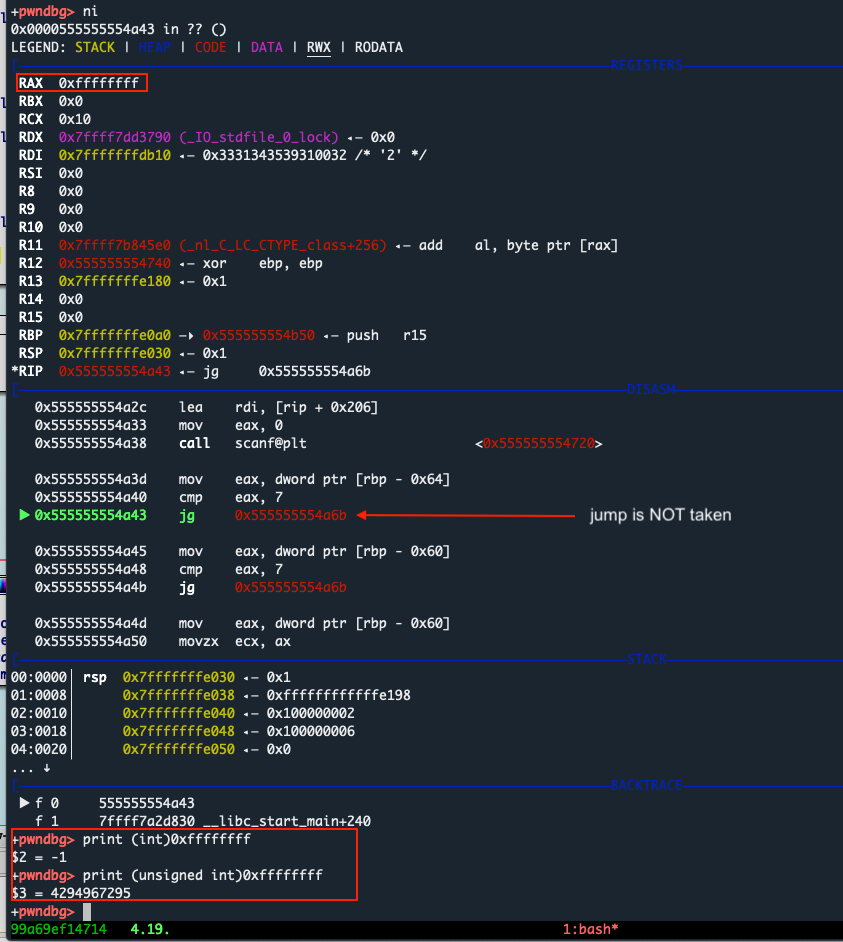 +pwndbg> ni
0x0000555555554a43 in ?? ()
LEGEND: STACK | HEAP | CODE | DATA | RWX | RODATA
REGISTERS
RAX 0xffffffff
RBX 0x0
RCX 0x10
RDX 0x7ffff7dd3790 (_IO_stdfile_0_lock) ◂— 0x0
RDI 0x7fffffffdb10 ◂— 0x3331343539310032 /* '2' */
RSI 0x0
R8 0x0
R9 0x0
R10 0x0
R11 0x7ffff7b845e0 (_nl_C_LC_CTYPE_class+256) ◂— add al, byte ptr [rax]
R12 0x555555554740 ◂— xor ebp, ebp
R13 0x7fffffffe180 ◂— 0x1
R14 0x0
R15 0x0
RBP 0x7fffffffe0a0 —▸ 0x555555554b50 ◂— push r15
RSP 0x7fffffffe030 ◂— 0x1
*RIP 0x555555554a43 ◂— jg 0x555555554a6b
DISASM
0x555555554a2c lea rdi, [rip + 0x206]
0x555555554a33 mov eax, 0
0x555555554a38 call scanf@plt <0x555555554720>
0x555555554a3d mov eax, dword ptr [rbp - 0x64]
0x555555554a40 cmp eax, 7
► 0x555555554a43 jg 0x555555554a6b jump is NOT taken
0x555555554a45 mov eax, dword ptr [rbp - 0x60]
0x555555554a48 cmp eax, 7
0x555555554a4b jg 0x555555554a6b
0x555555554a4d mov eax, dword ptr [rbp - 0x60]
0x555555554a50 movzx ecx, ax
STACK
00:0000│ rsp 0x7fffffffe030 ◂— 0x1
01:0008│ 0x7fffffffe038 ◂— 0xffffffffffffe198
02:0010│ 0x7fffffffe040 ◂— 0x100000002
03:0018│ 0x7fffffffe048 ◂— 0x100000006
04:0020│ 0x7fffffffe050 ◂— 0x0
... ↓
BACKTRACE
► f 0 555555554a43
f 1 7ffff7a2d830 __libc_start_main+240
+pwndbg> print (int)0xffffffff
$2 = -1
+pwndbg> print (unsigned int)0xffffffff
$3 = 4294967295
+pwndbg>
99a69ef14714 4.19. 1:bash*